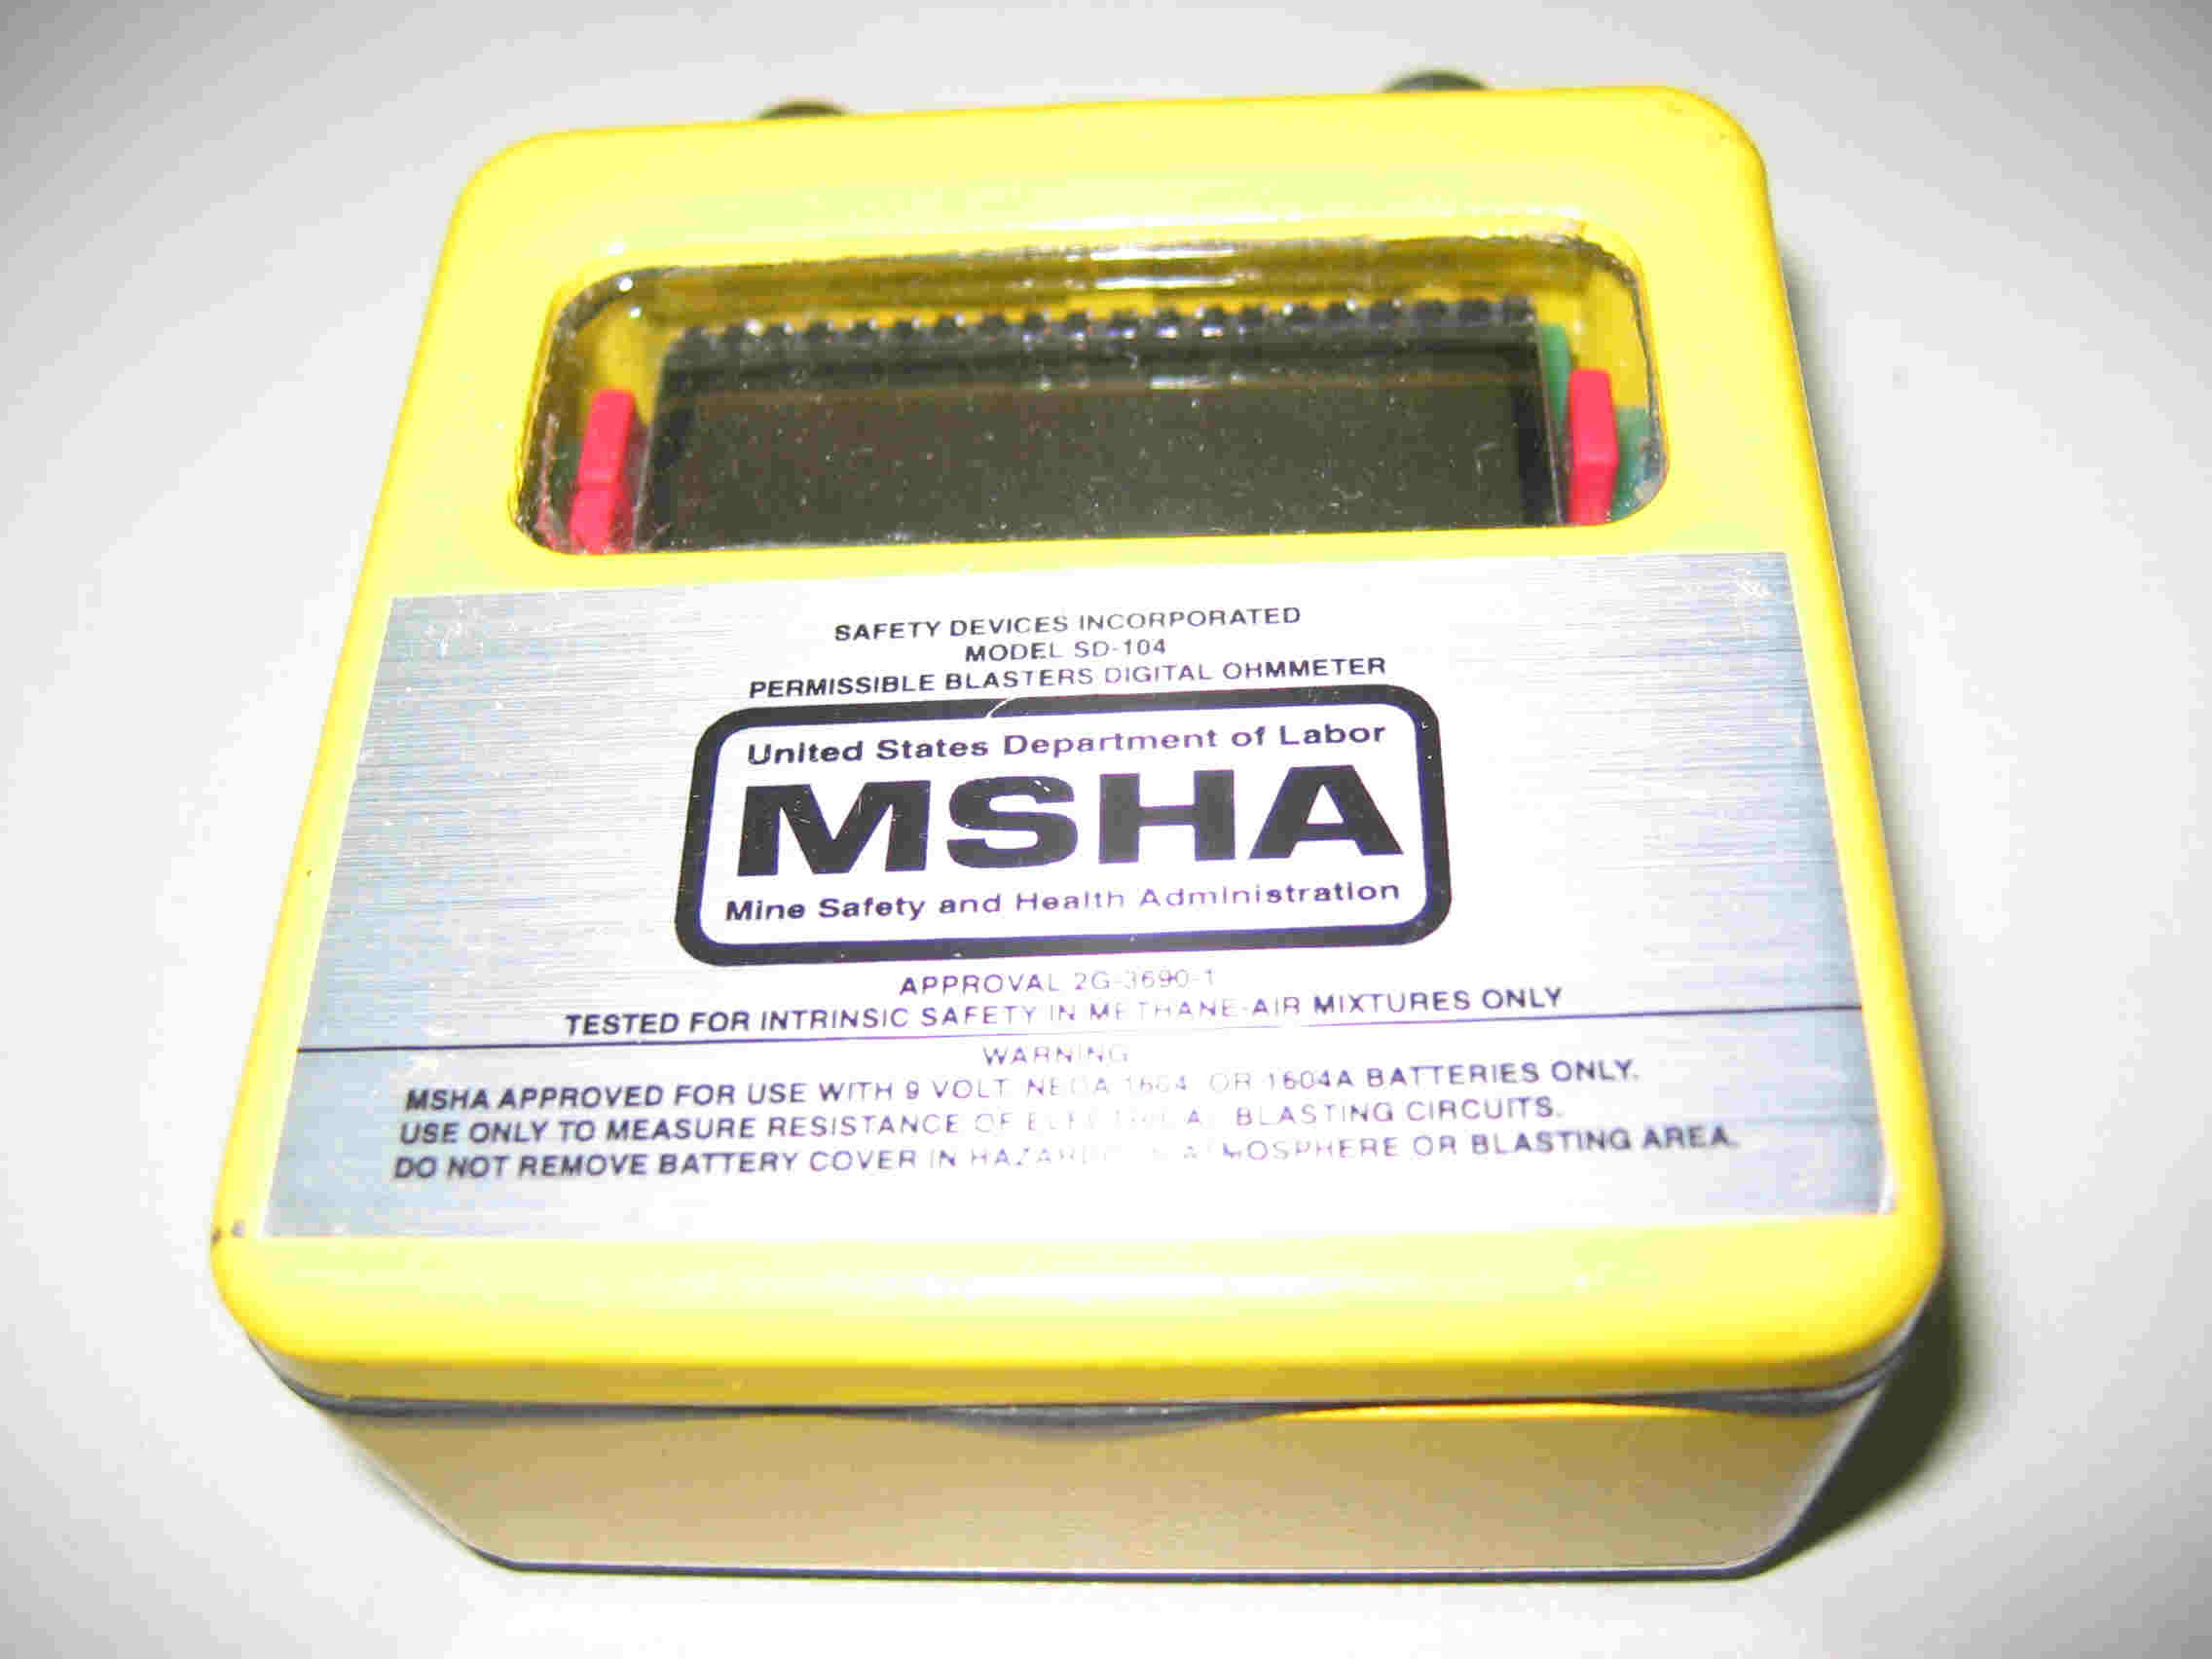 SAFETY DEVICES INCORPORATED
MODEL SD-104
PERMISSIBLE BLASTERS DIGITAL OHMMETER
United States Department of Labor
MSHA
Mine Safety and Health Administration
APPROVAL 2G-3690-1
TESTED FOR INTRINSIC SAFETY IN METHANE-AIR MIXTURES ONLY
WARNING
MSHA APPROVED FOR USE WITH 9 VOLT NEDA 1604 OR 1604A BATTERIES ONLY.
USE ONLY TO MEASURE RESISTANCE OF ELECTRICAL BLASTING CIRCUITS.
DO NOT REMOVE BATTERY COVER IN HAZARDOUS ATMOSPHERE OR BLASTING AREA.